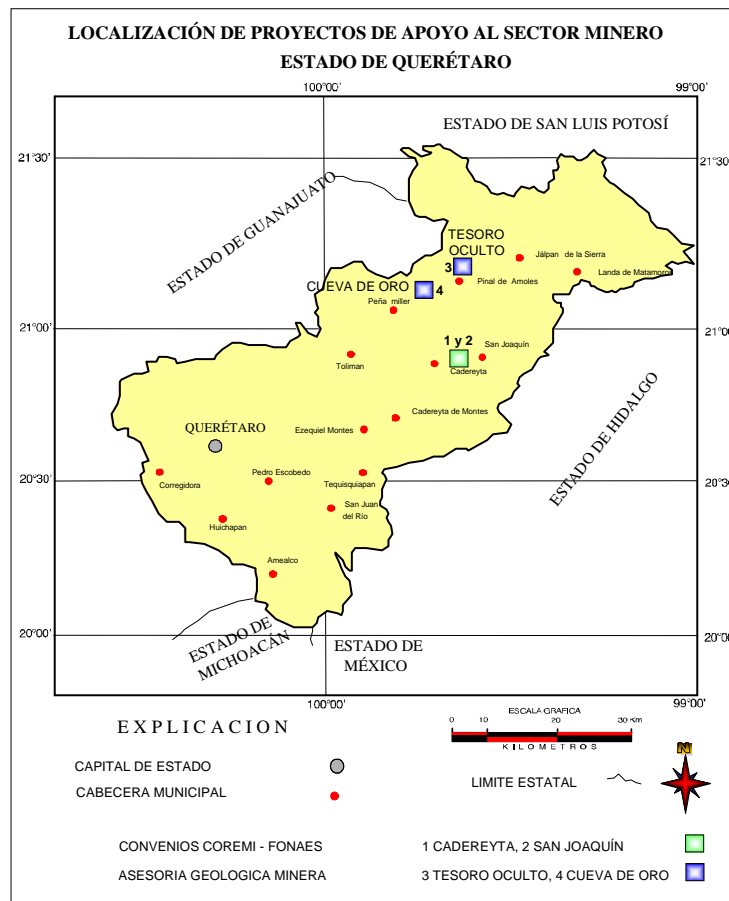 LOCALIZACIÓN DE PROYECTOS DE APOYO AL SECTOR MINERO
ESTADO DE QUERÉTARO
100°00'
99°00'
ESTADO DE SAN LUIS POTOSÍ
21°30'
21°30'
ESTADO DE GUANAJUATO
TESORO
OCULTO
3
Jálpan de la Sierra
Landa de Matamoros
CUEVA DE ORO
4
Pinal de Amoles
Peña miller
21°00'
21°00'
1 y 2
San Joaquín
Toliman
Cadereyta
ESTADO DE HIDALGO
Cadereyta de Montes
QUERÉTARO
Ezequiel Montes
20°30'
20°30'
Corregidora
Pedro Escobedo
Tequisquiapan
San Juan
del Río
Huichapan
Amealco
20°00'
20°00'
ESTADO DE
MICHOACÁN
ESTADO DE
MÉXICO
100°00'
99°00'
EXPLICACION
ESCALA GRAFICA
0 10 20 30 Km
KILOMETROS
N
CAPITAL DE ESTADO
LIMITE ESTATAL
CABECERA MUNICIPAL
CONVENIOS COREMI - FONAES
1 CADEREYTA, 2 SAN JOAQUÍN
ASESORIA GEOLOGICA MINERA
3 TESORO OCULTO, 4 CUEVA DE ORO